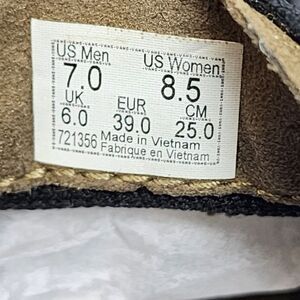 US Men US Women
7.0 8.5
UK EUR CM
6.0 39.0 25.0
721356 Made in Vietnam
Fabriqué en Vietnam